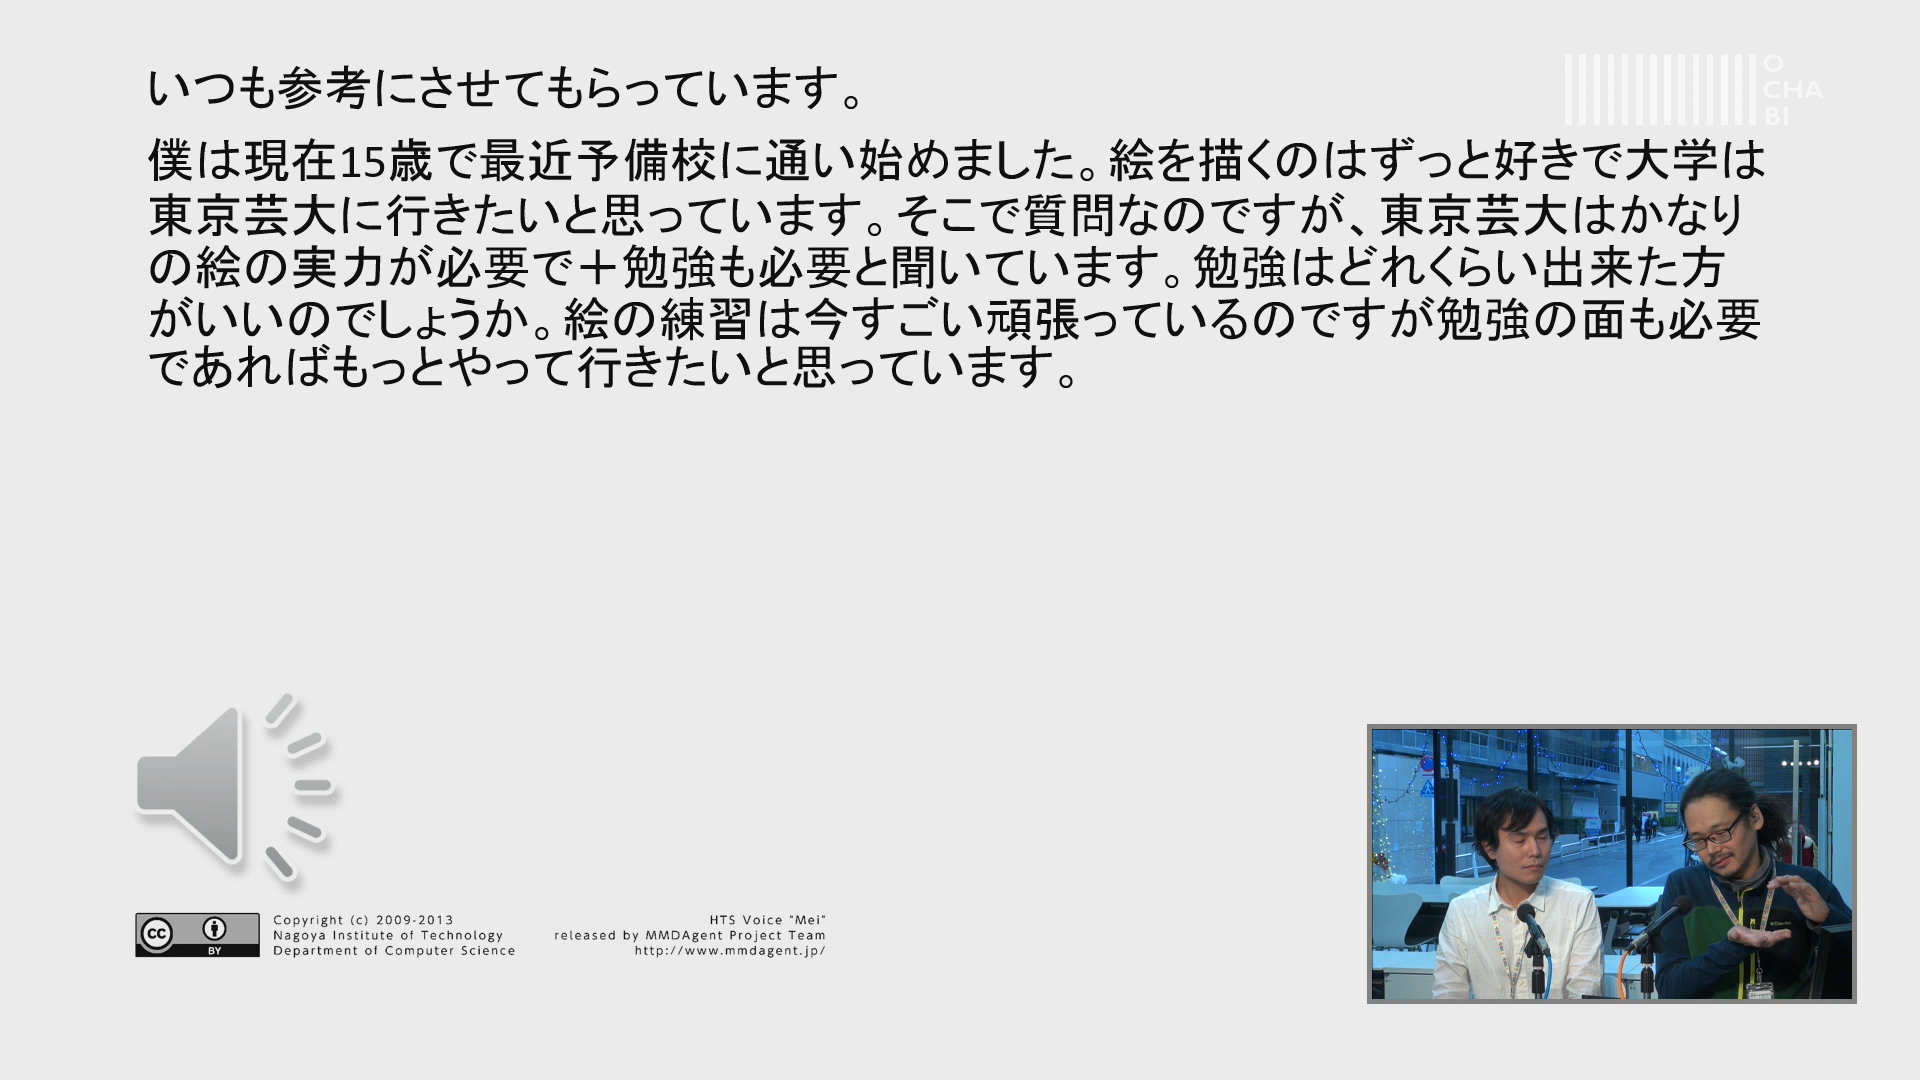 いつも参考にさせてもらっています。
僕は現在15歳で最近予備校に通い始めました。絵を描くのはずっと好きで大学は
東京芸大に行きたいと思っています。そこで質問なのですが、東京芸大はかなり
の絵の実力が必要で＋勉強も必要と聞いています。勉強はどれくらい出来た方
がいいのでしょうか。絵の練習は今すごい頑張っているのですが勉強の面も必要
であればもっとやって行きたいと思っています。
O
CHA
BI
cc
BY
Copyright (c) 2009-2013
Nagoya Institute of Technology
Department of Computer Science
HTS Voice "Mei"
released by MMDAgent Project Team
http://www.mmdagent.jp/